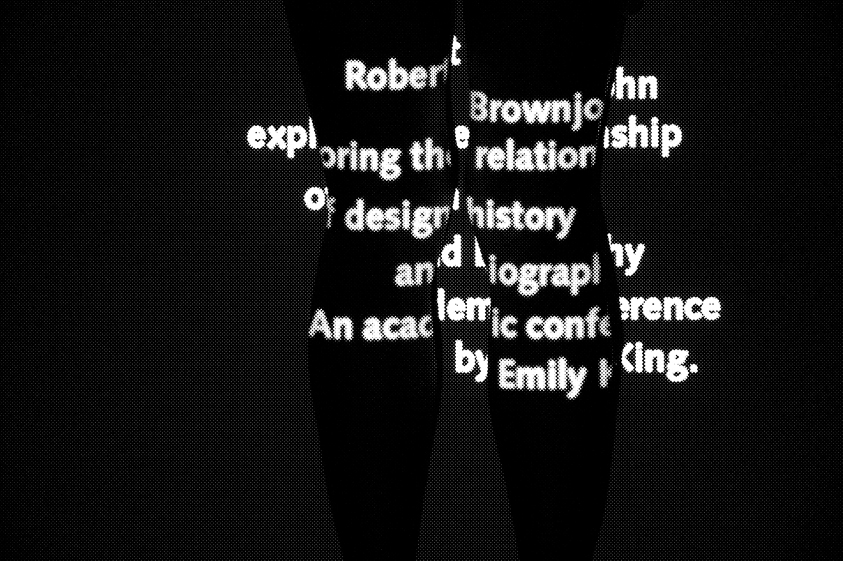 Robert Brownjohn
exploring the relationship
of design history
and biography
An academic conference
by Emily King.